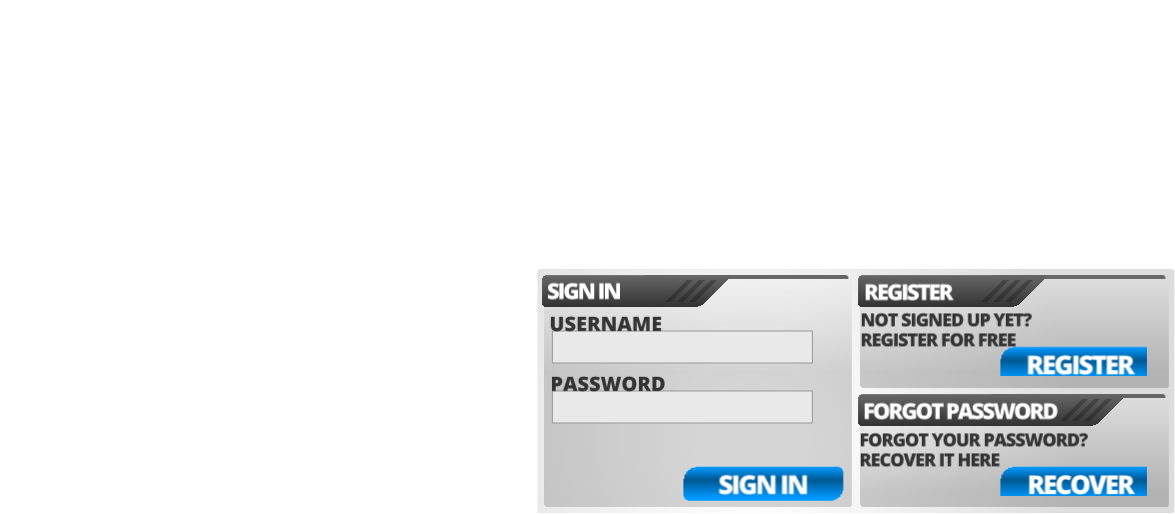 SIGN IN
USERNAME
PASSWORD
SIGN IN
REGISTER
NOT SIGNED UP YET?
REGISTER FOR FREE
REGISTER
FORGOT PASSWORD
FORGOT YOUR PASSWORD?
RECOVER IT HERE
RECOVER